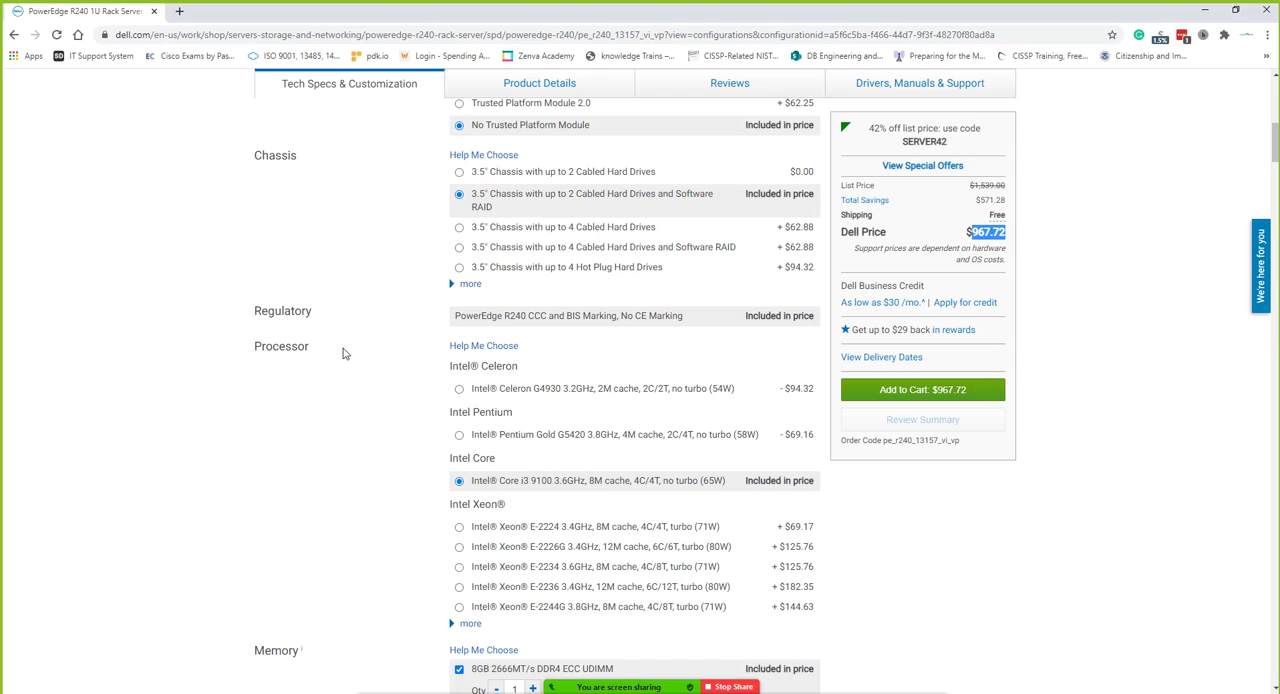 PowerEdge R240 1U Rack Server
dell.com/en-us/work/shop/servers-storage-and-networking/poweredge-r240-rack-server/spd/poweredge-r240/pe_r240_13157_vi_vp?view=configurations&configurationid=a5f6c5ba-f466-44d7-9f3f-48270f80ad8a
Apps
IT Support System
Cisco Exams by Pas...
ISO 9001, 13485, 14...
pdk.io
Login - Spending A...
Zenva Academy
knowledge Trains –...
CISSP-Related NIST...
DB Engineering and...
Preparing for the M...
CISSP Training, Free...
Citizenship and Im...
Tech Specs & Customization
Product Details
Reviews
Drivers, Manuals & Support
Trusted Platform Module 2.0 + $62.25
No Trusted Platform Module Included in price
Chassis
Help Me Choose
3.5" Chassis with up to 2 Cabled Hard Drives $0.00
3.5" Chassis with up to 2 Cabled Hard Drives and Software Included in price
RAID
3.5" Chassis with up to 4 Cabled Hard Drives + $62.88
3.5" Chassis with up to 4 Cabled Hard Drives and Software RAID + $62.88
3.5" Chassis with up to 4 Hot Plug Hard Drives + $94.32
more
Regulatory
PowerEdge R240 CCC and BIS Marking, No CE Marking Included in price
Processor
Help Me Choose
Intel® Celeron
Intel® Celeron G4930 3.2GHz, 2M cache, 2C/2T, no turbo (54W) - $94.32
Intel Pentium
Intel® Pentium Gold G5420 3.8GHz, 4M cache, 2C/4T, no turbo (58W) - $69.16
Intel Core
Intel® Core i3 9100 3.6GHz, 8M cache, 4C/4T, no turbo (65W) Included in price
Intel Xeon®
Intel® Xeon® E-2224 3.4GHz, 8M cache, 4C/4T, turbo (71W) + $69.17
Intel® Xeon® E-2226G 3.4GHz, 12M cache, 6C/6T, turbo (80W) + $125.76
Intel® Xeon® E-2234 3.6GHz, 8M cache, 4C/8T, turbo (71W) + $125.76
Intel® Xeon® E-2236 3.4GHz, 12M cache, 6C/12T, turbo (80W) + $182.35
Intel® Xeon® E-2244G 3.8GHz, 8M cache, 4C/8T, turbo (71W) + $144.63
more
Memory i
Help Me Choose
8GB 2666MT/s DDR4 ECC UDIMM Included in price
Qty - 1 +
You are screen sharing
Stop Share
42% off list price: use code
SERVER42
View Special Offers
List Price $1,539.00
Total Savings $571.28
Shipping Free
Dell Price $967.72
Support prices are dependent on hardware
and OS costs.
Dell Business Credit
As low as $30 /mo.^ | Apply for credit
Get up to $29 back in rewards
View Delivery Dates
Add to Cart: $967.72
Review Summary
Order Code pe_r240_13157_vi_vp
We're here for you